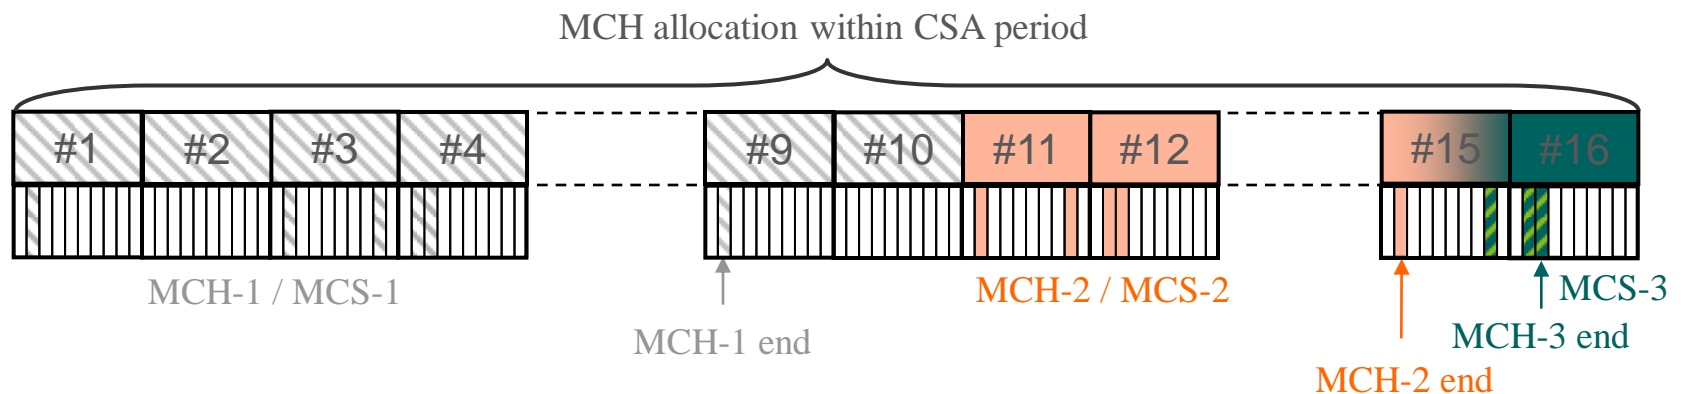 MCH allocation within CSA period
#1 #2 #3 #4 #9 #10 #11 #12 #15 #16
MCH-1 / MCS-1
MCH-2 / MCS-2
MCS-3
MCH-1 end
MCH-3 end
MCH-2 end